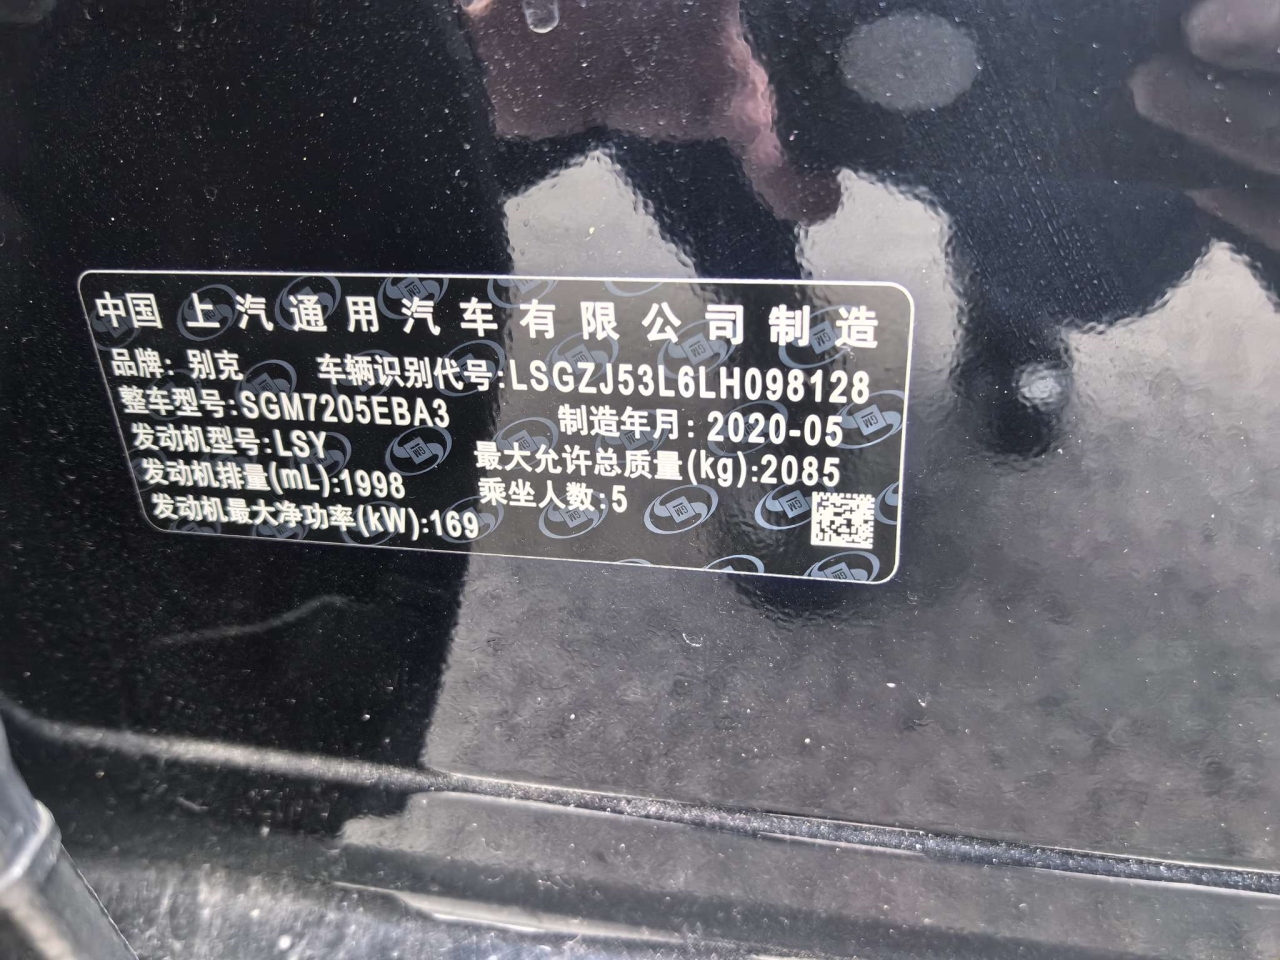 中国 上汽通用汽车有限公司制造
品牌: 别克 车辆识别代号:LSGZJ53L6LH098128
整车型号:SGM7205EBA3 制造年月: 2020-05
发动机型号:LSY 最大允许总质量(kg):2085
发动机排量(mL):1998 乘坐人数:5
发动机最大净功率(kW):169